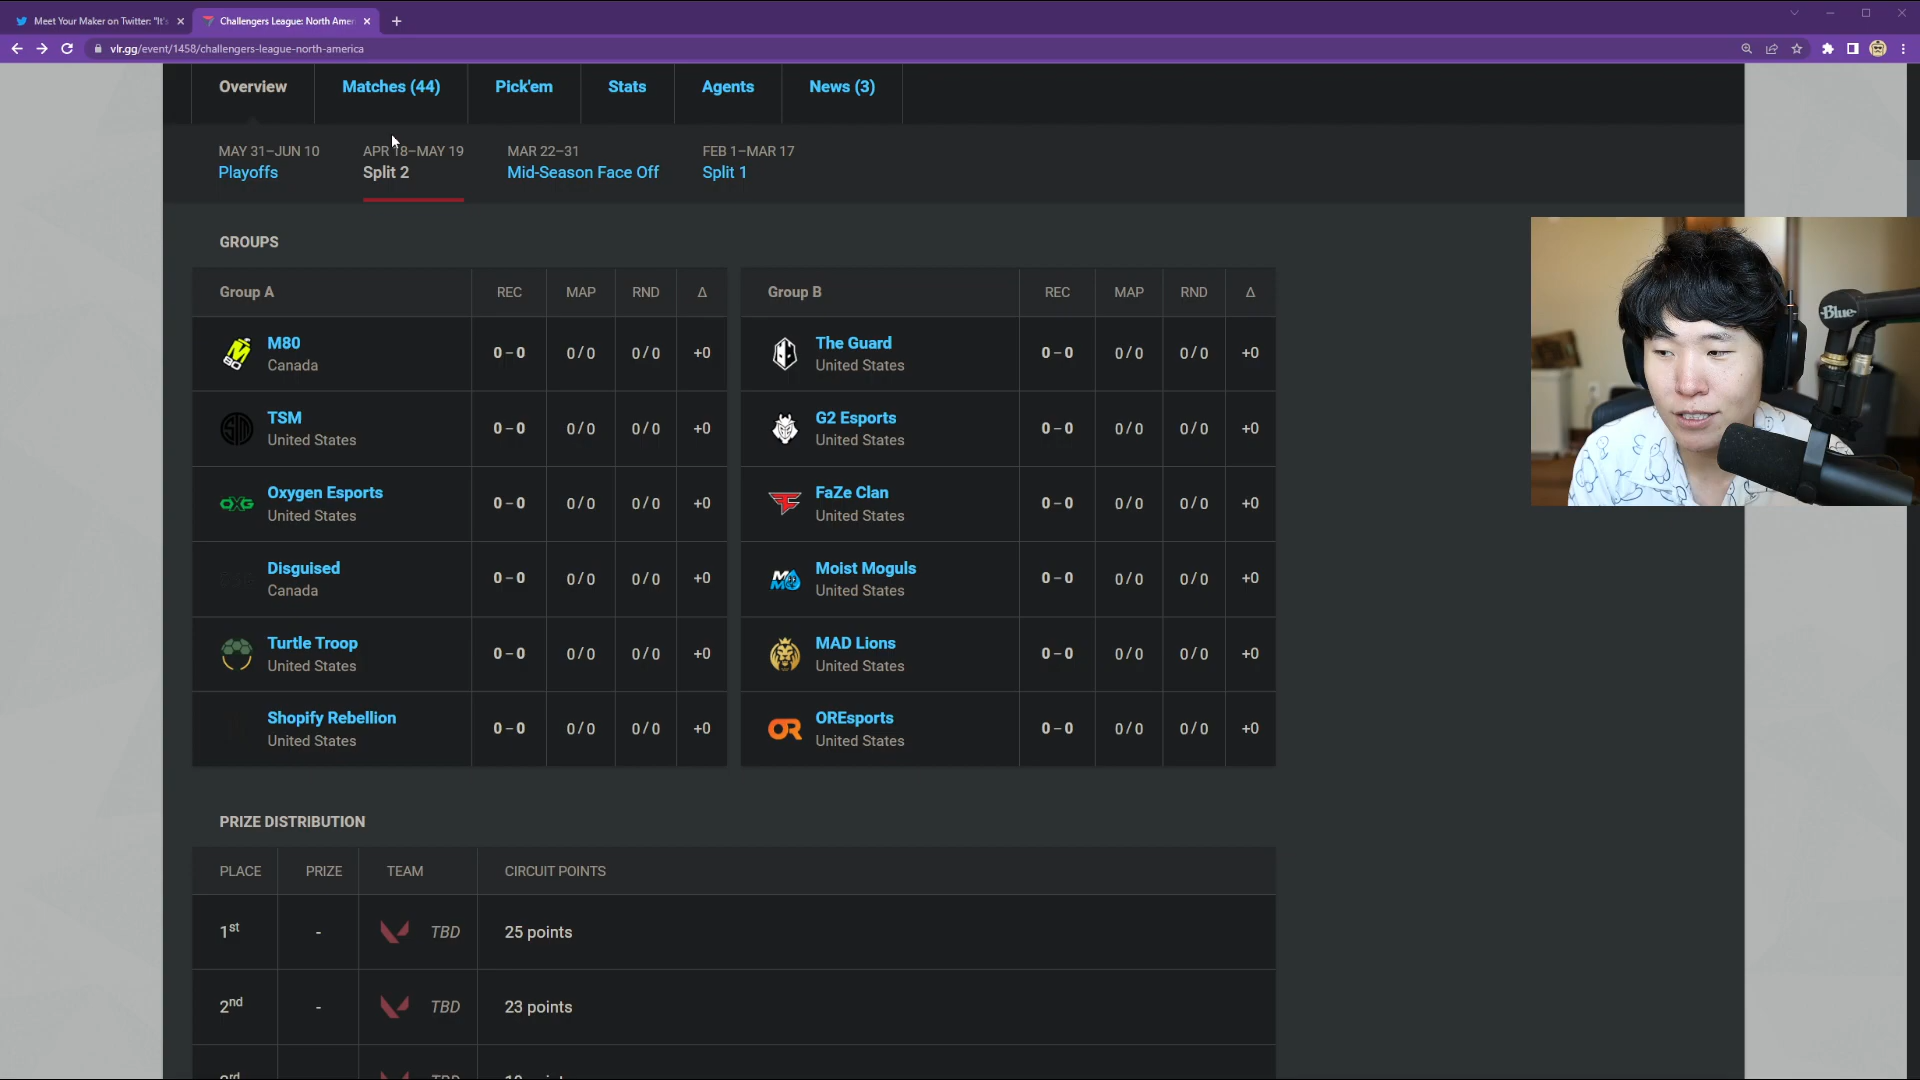 Meet Your Maker on Twitter: "It's
Challengers League: North Amer
vlr.gg/event/1458/challengers-league-north-america
Overview
Matches (44)
Pick'em
Stats
Agents
News (3)
MAY 31–JUN 10
Playoffs
APR 18–MAY 19
Split 2
MAR 22–31
Mid-Season Face Off
FEB 1–MAR 17
Split 1
GROUPS
Group A REC MAP RND Δ
M80 Canada 0–0 0/0 0/0 +0
TSM United States 0–0 0/0 0/0 +0
Oxygen Esports United States 0–0 0/0 0/0 +0
Disguised Canada 0–0 0/0 0/0 +0
Turtle Troop United States 0–0 0/0 0/0 +0
Shopify Rebellion United States 0–0 0/0 0/0 +0
Group B REC MAP RND Δ
The Guard United States 0–0 0/0 0/0 +0
G2 Esports United States 0–0 0/0 0/0 +0
FaZe Clan United States 0–0 0/0 0/0 +0
Moist Moguls United States 0–0 0/0 0/0 +0
MAD Lions United States 0–0 0/0 0/0 +0
OREsports United States 0–0 0/0 0/0 +0
PRIZE DISTRIBUTION
PLACE PRIZE TEAM CIRCUIT POINTS
1st - TBD 25 points
2nd - TBD 23 points
Blue